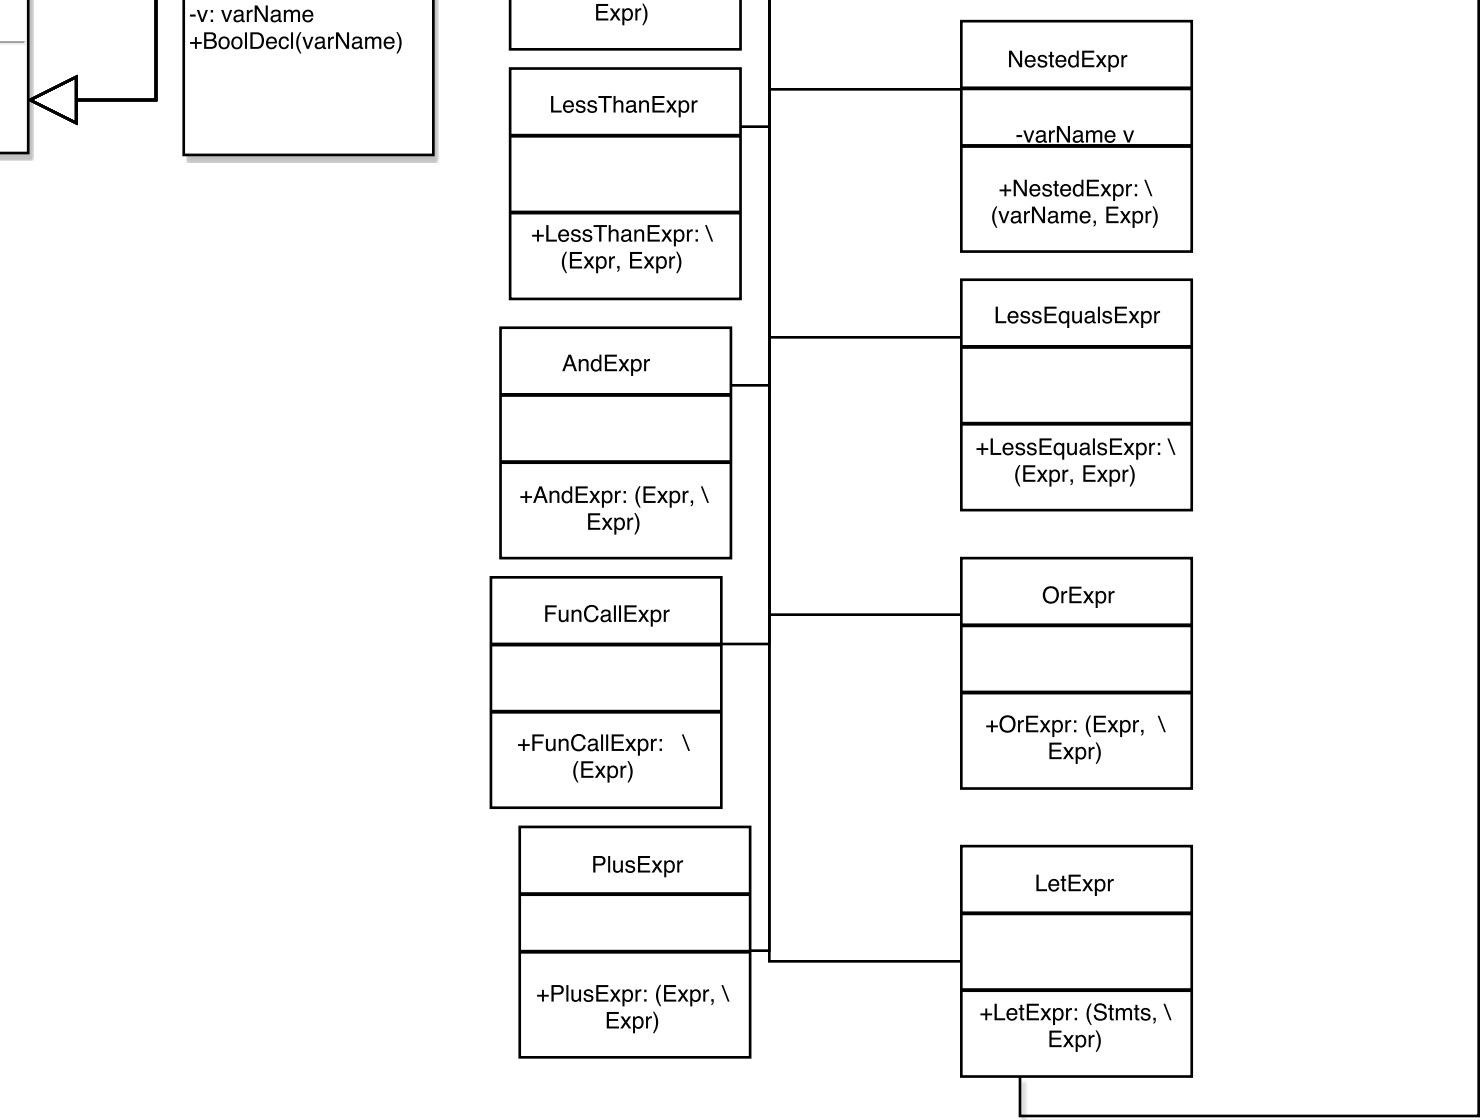 -v: varName
+BoolDecl(varName)
Expr)
LessThanExpr
+LessThanExpr: \
(Expr, Expr)
AndExpr
+AndExpr: (Expr, \
Expr)
FunCallExpr
+FunCallExpr:   \
(Expr)
PlusExpr
+PlusExpr: (Expr, \
Expr)
NestedExpr
-varName v
+NestedExpr: \
(varName, Expr)
LessEqualsExpr
+LessEqualsExpr: \
(Expr, Expr)
OrExpr
+OrExpr: (Expr,  \
Expr)
LetExpr
+LetExpr: (Stmts, \
Expr)